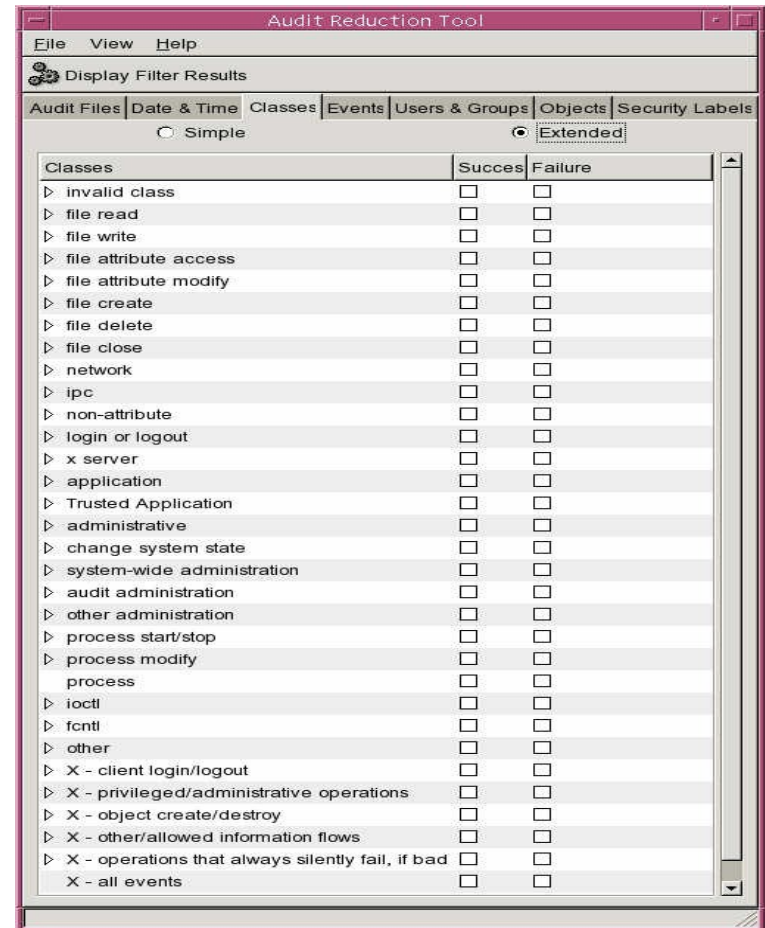 Audit Reduction Tool
File View Help
Display Filter Results
Audit Files Date & Time Classes Events Users & Groups Objects Security Labels
Simple Extended
Classes Succes Failure
invalid class
file read
file write
file attribute access
file attribute modify
file create
file delete
file close
network
ipc
non-attribute
login or logout
x server
application
Trusted Application
administrative
change system state
system-wide administration
audit administration
other administration
process start/stop
process modify
process
ioctl
fcntl
other
X - client login/logout
X - privileged/administrative operations
X - object create/destroy
X - other/allowed information flows
X - operations that always silently fail, if bad
X - all events